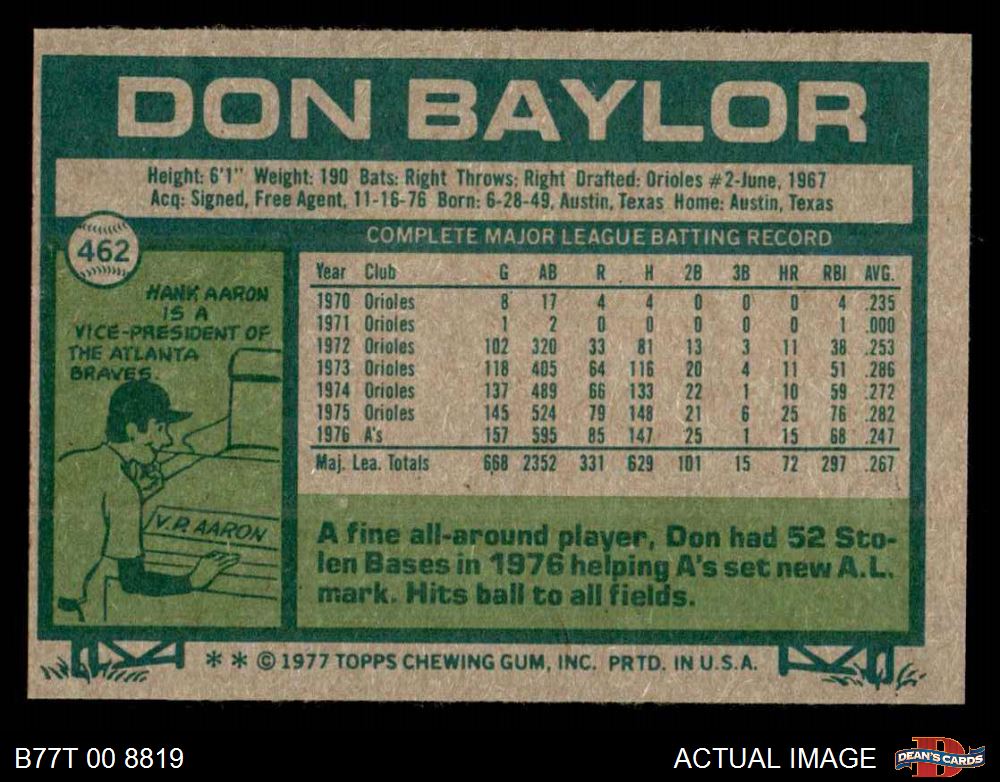 DON BAYLOR
Height: 6'1" Weight: 190 Bats: Right Throws: Right Drafted: Orioles #2-June, 1967
Acq: Signed, Free Agent, 11-16-76 Born: 6-28-49, Austin, Texas Home: Austin, Texas
462
COMPLETE MAJOR LEAGUE BATTING RECORD
Year Club G AB R H 2B 3B HR RBI AVG.
1970 Orioles 8 17 4 4 0 0 0 4 .235
1971 Orioles 1 2 0 0 0 0 0 1 .000
1972 Orioles 102 320 33 81 13 3 11 38 .253
1973 Orioles 118 405 64 116 20 4 11 51 .286
1974 Orioles 137 489 66 133 22 1 10 59 .272
1975 Orioles 145 524 79 148 21 6 25 76 .282
1976 A's 157 595 85 147 25 1 15 68 .247
Maj. Lea. Totals 668 2352 331 629 101 15 72 297 .267
HANK AARON
IS A
VICE-PRESIDENT OF
THE ATLANTA
BRAVES.
V.P. AARON
A fine all-around player, Don had 52 Sto-
len Bases in 1976 helping A's set new A.L.
mark. Hits ball to all fields.
* * © 1977 TOPPS CHEWING GUM, INC. PRTD. IN U.S.A.
B77T 00 8819
ACTUAL IMAGE
D
DEAN'S CARDS